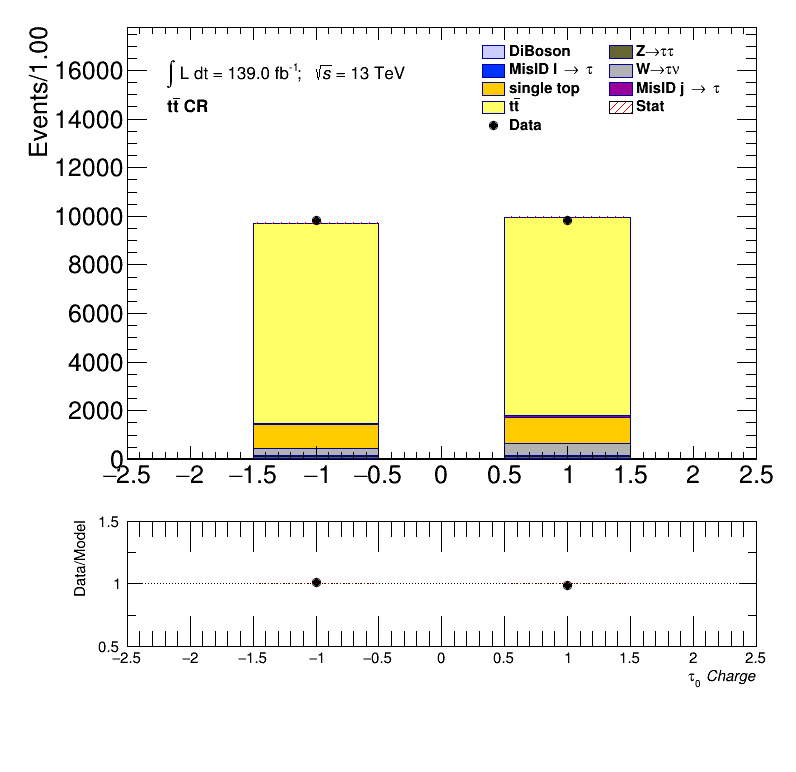 Events/1.00
16000
14000
12000
10000
8000
6000
4000
2000
0
∫ L dt = 139.0 fb⁻¹; √s = 13 TeV
tt̄ CR
DiBoson
Z→ττ
MisID l → τ
W→τν
single top
MisID j → τ
tt̄
Stat
Data
−2.5 −2 −1.5 −1 −0.5 0 0.5 1 1.5 2 2.5
Data/Model
1.5
1
0.5
−2.5 −2 −1.5 −1 −0.5 0 0.5 1 1.5 2 2.5
τ₀ Charge